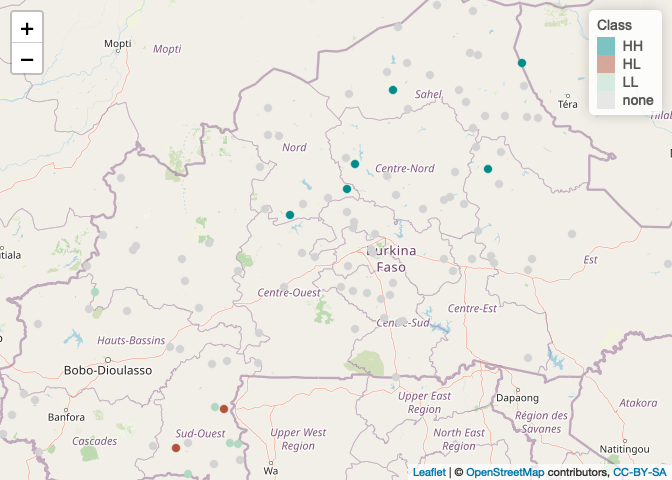 +
−
Class
HH
HL
LL
none
Mopti
Mopti
Sahel
Téra
Nord
Centre-Nord
tiala
Burkina
Faso
Est
Centre-Ouest
Centre-Est
Centre-Sud
Hauts-Bassins
Bobo-Dioulasso
Banfora
Cascades
Sud-Ouest
Upper West
Region
Wa
Upper East
Region
North East
Region
Dapaong
Région des
Savanes
Atakora
Natitingou
Leaflet | © OpenStreetMap contributors, CC-BY-SA